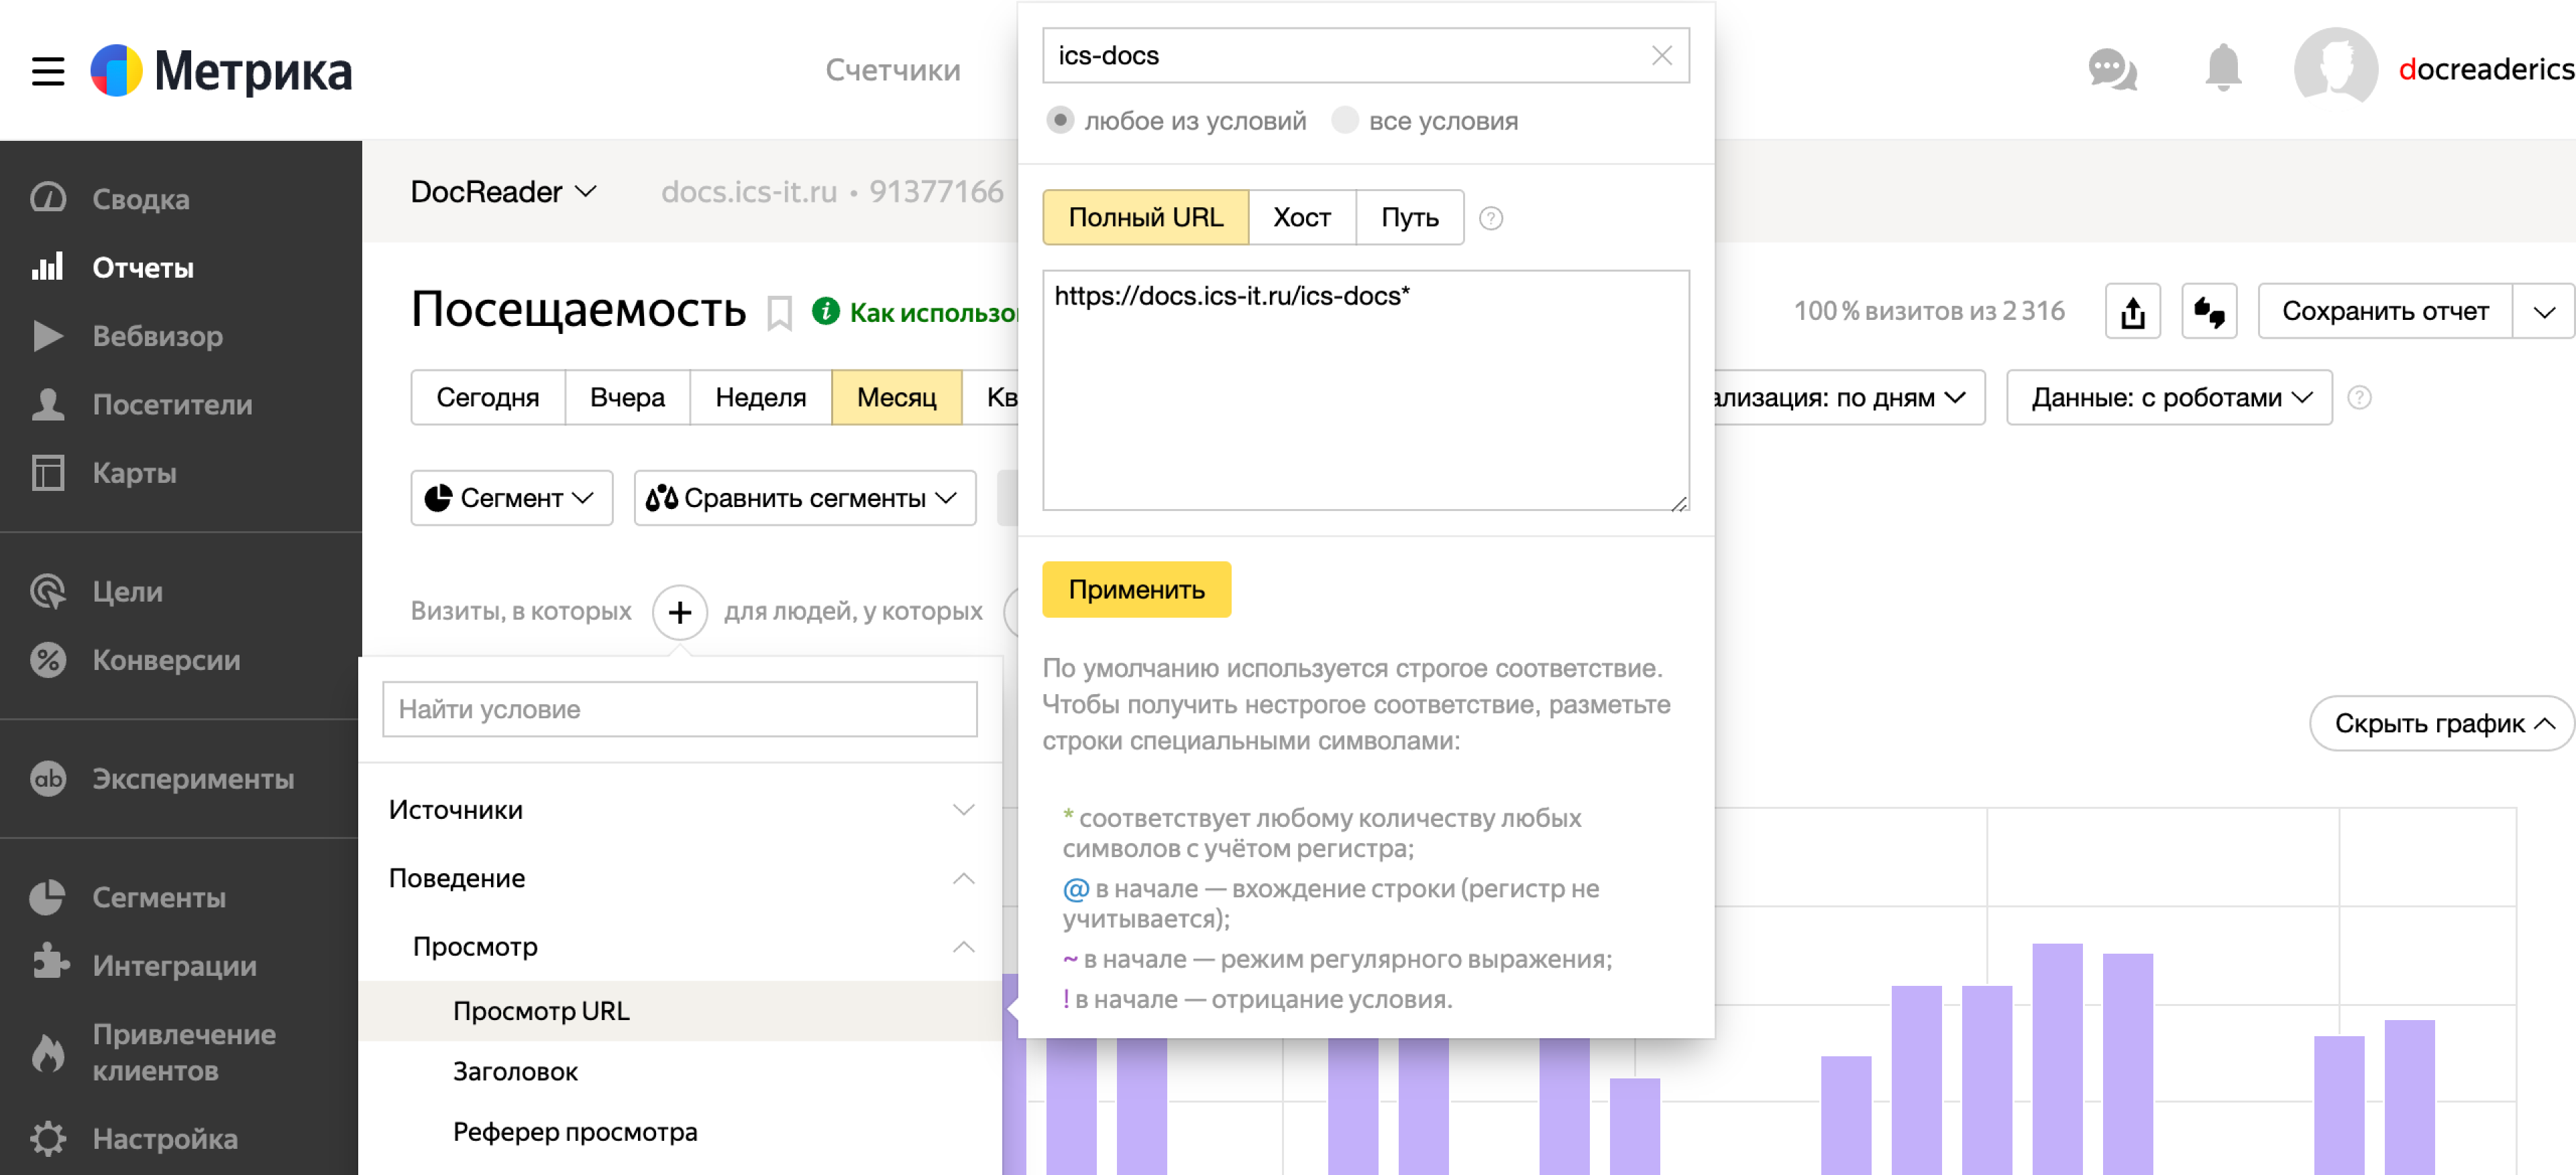 Метрика
Счетчики
docreaderics
ics-docs
любое из условий
все условия
Полный URL
Хост
Путь
?
https://docs.ics-it.ru/ics-docs*
Применить
По умолчанию используется строгое соответствие.
Чтобы получить нестрогое соответствие, разметьте
строки специальными символами:
* соответствует любому количеству любых
символов с учётом регистра;
@ в начале — вхождение строки (регистр не
учитывается);
~ в начале — режим регулярного выражения;
! в начале — отрицание условия.
Сводка
Отчеты
Вебвизор
Посетители
Карты
Цели
Конверсии
ab Эксперименты
Сегменты
Интеграции
Привлечение
клиентов
Настройка
DocReader
docs.ics-it.ru • 91377166
Посещаемость
Как использо
100 % визитов из 2 316
Сохранить отчет
Сегодня
Вчера
Неделя
Месяц
Кв
ализация: по дням
Данные: с роботами
?
Сегмент
Сравнить сегменты
Визиты, в которых
+
для людей, у которых
Скрыть график
Найти условие
Источники
Поведение
Просмотр
Просмотр URL
Заголовок
Реферер просмотра